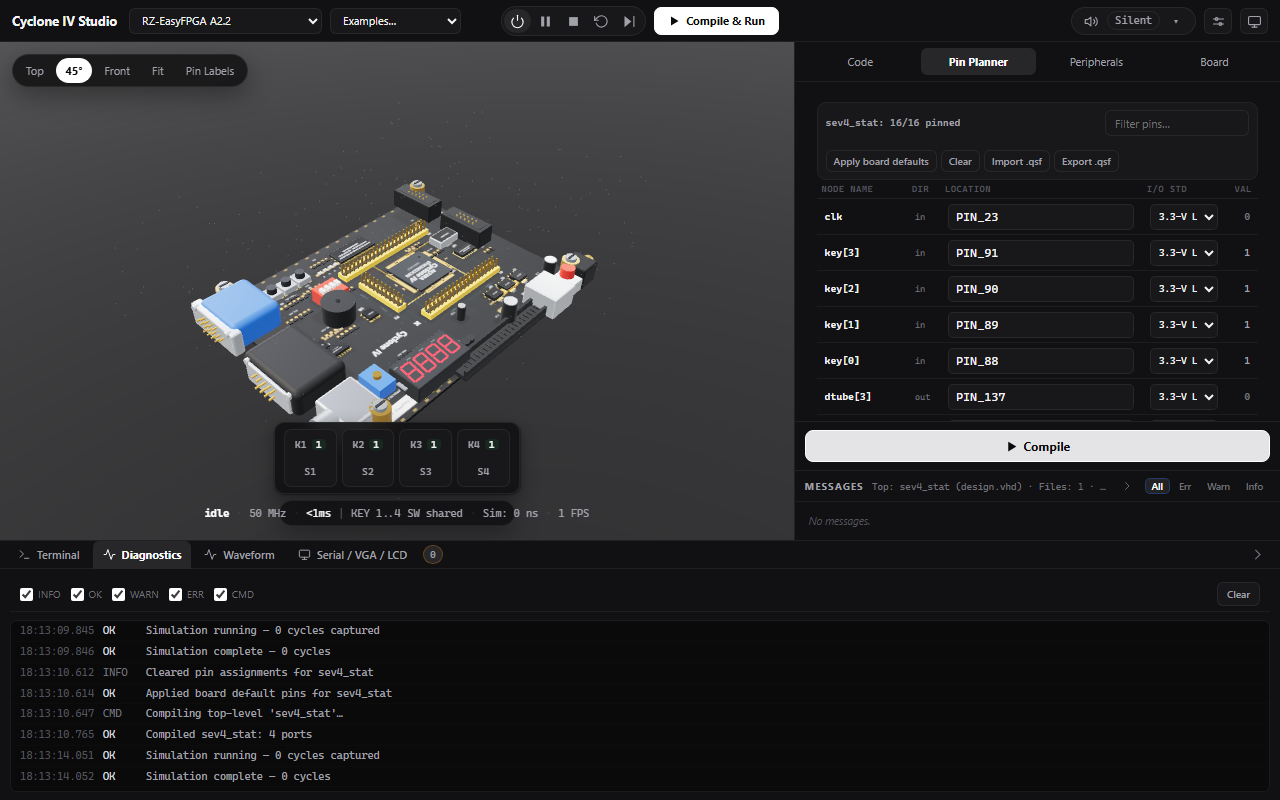 Cyclone IV Studio RZ-EasyFPGA A2.2 Examples... Compile & Run Silent
Top 45° Front Fit Pin Labels
Code Pin Planner Peripherals Board
sev4_stat: 16/16 pinned Filter pins...
Apply board defaults Clear Import .qsf Export .qsf
NODE NAME DIR LOCATION I/O STD VAL
clk in PIN_23 3.3-V L 0
key[3] in PIN_91 3.3-V L 1
key[2] in PIN_90 3.3-V L 1
key[1] in PIN_89 3.3-V L 1
key[0] in PIN_88 3.3-V L 1
dtube[3] out PIN_137 3.3-V L 0
Cyclone IV
8888
K1 1 K2 1 K3 1 K4 1
S1 S2 S3 S4
idle · 50 MHz · <1ms | KEY 1..4 SW shared · Sim: 0 ns · 1 FPS
Compile
MESSAGES Top: sev4_stat (design.vhd) · Files: 1 · … All Err Warn Info
No messages.
Terminal Diagnostics Waveform Serial / VGA / LCD 0
INFO OK WARN ERR CMD Clear
18:13:09.845 OK Simulation running — 0 cycles captured
18:13:09.846 OK Simulation complete — 0 cycles
18:13:10.612 INFO Cleared pin assignments for sev4_stat
18:13:10.614 OK Applied board default pins for sev4_stat
18:13:10.647 CMD Compiling top-level 'sev4_stat'…
18:13:10.765 OK Compiled sev4_stat: 4 ports
18:13:14.051 OK Simulation running — 0 cycles captured
18:13:14.052 OK Simulation complete — 0 cycles